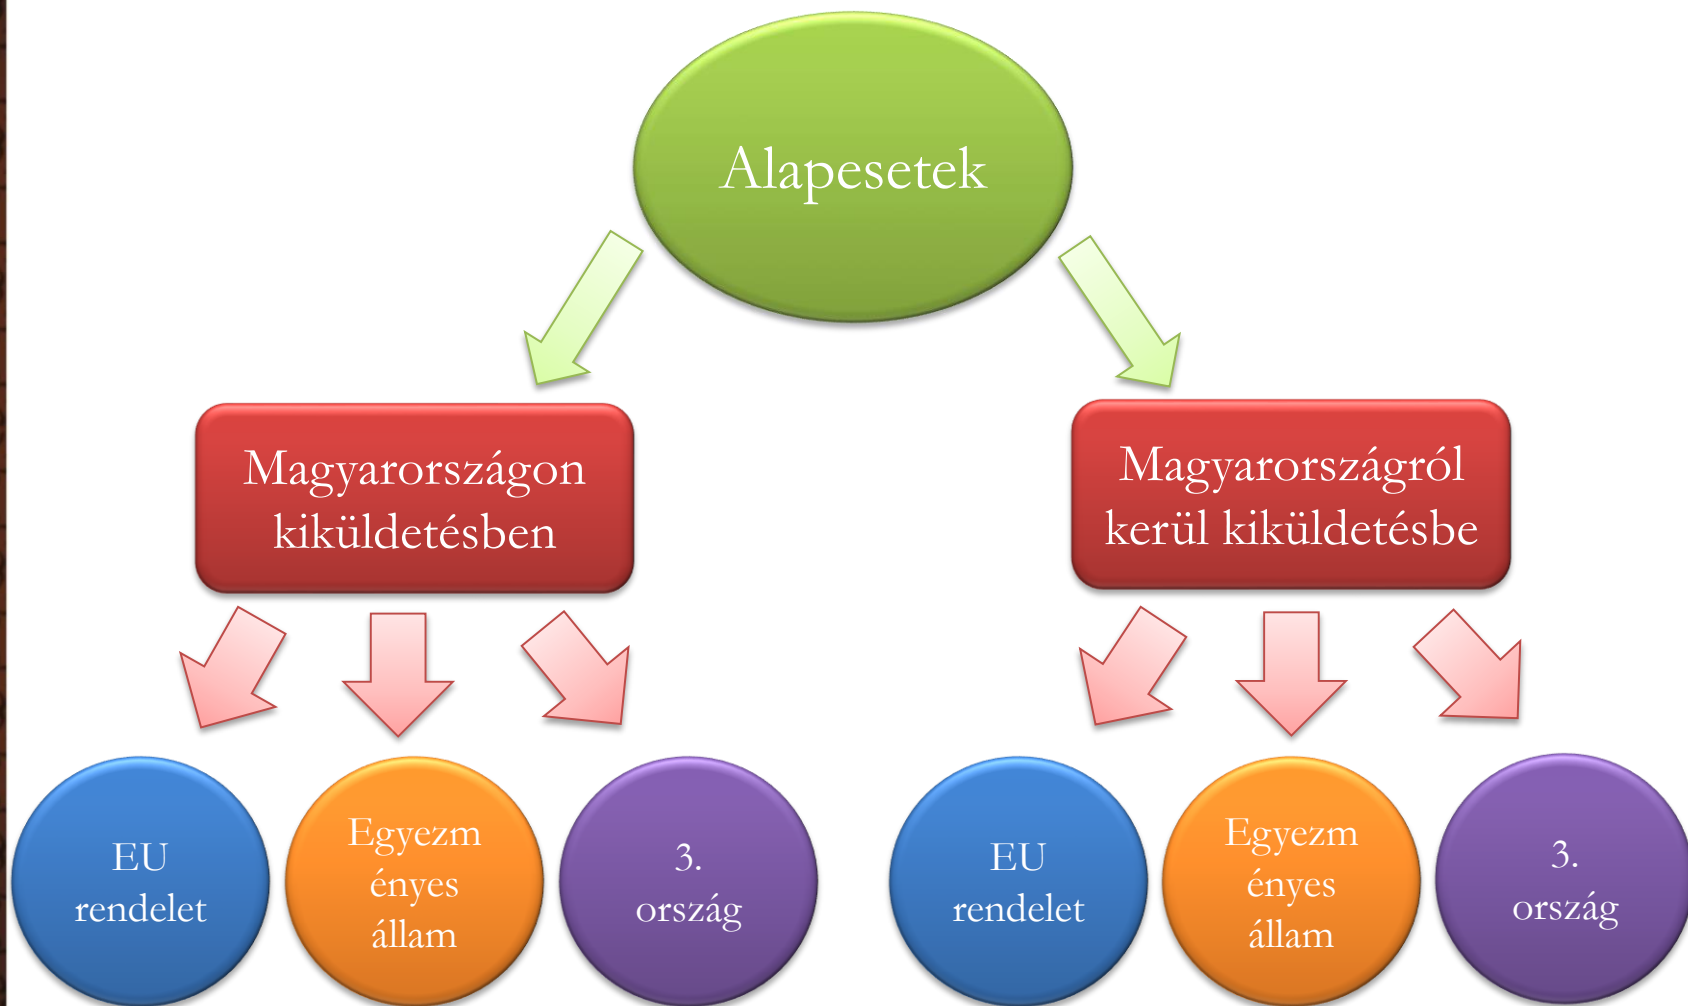 Alapesetek
Magyarországon
kiküldetésben
Magyarországról
kerül kiküldetésbe
EU
rendelet
Egyezm
ényes
állam
3.
ország
EU
rendelet
Egyezm
ényes
állam
3.
ország